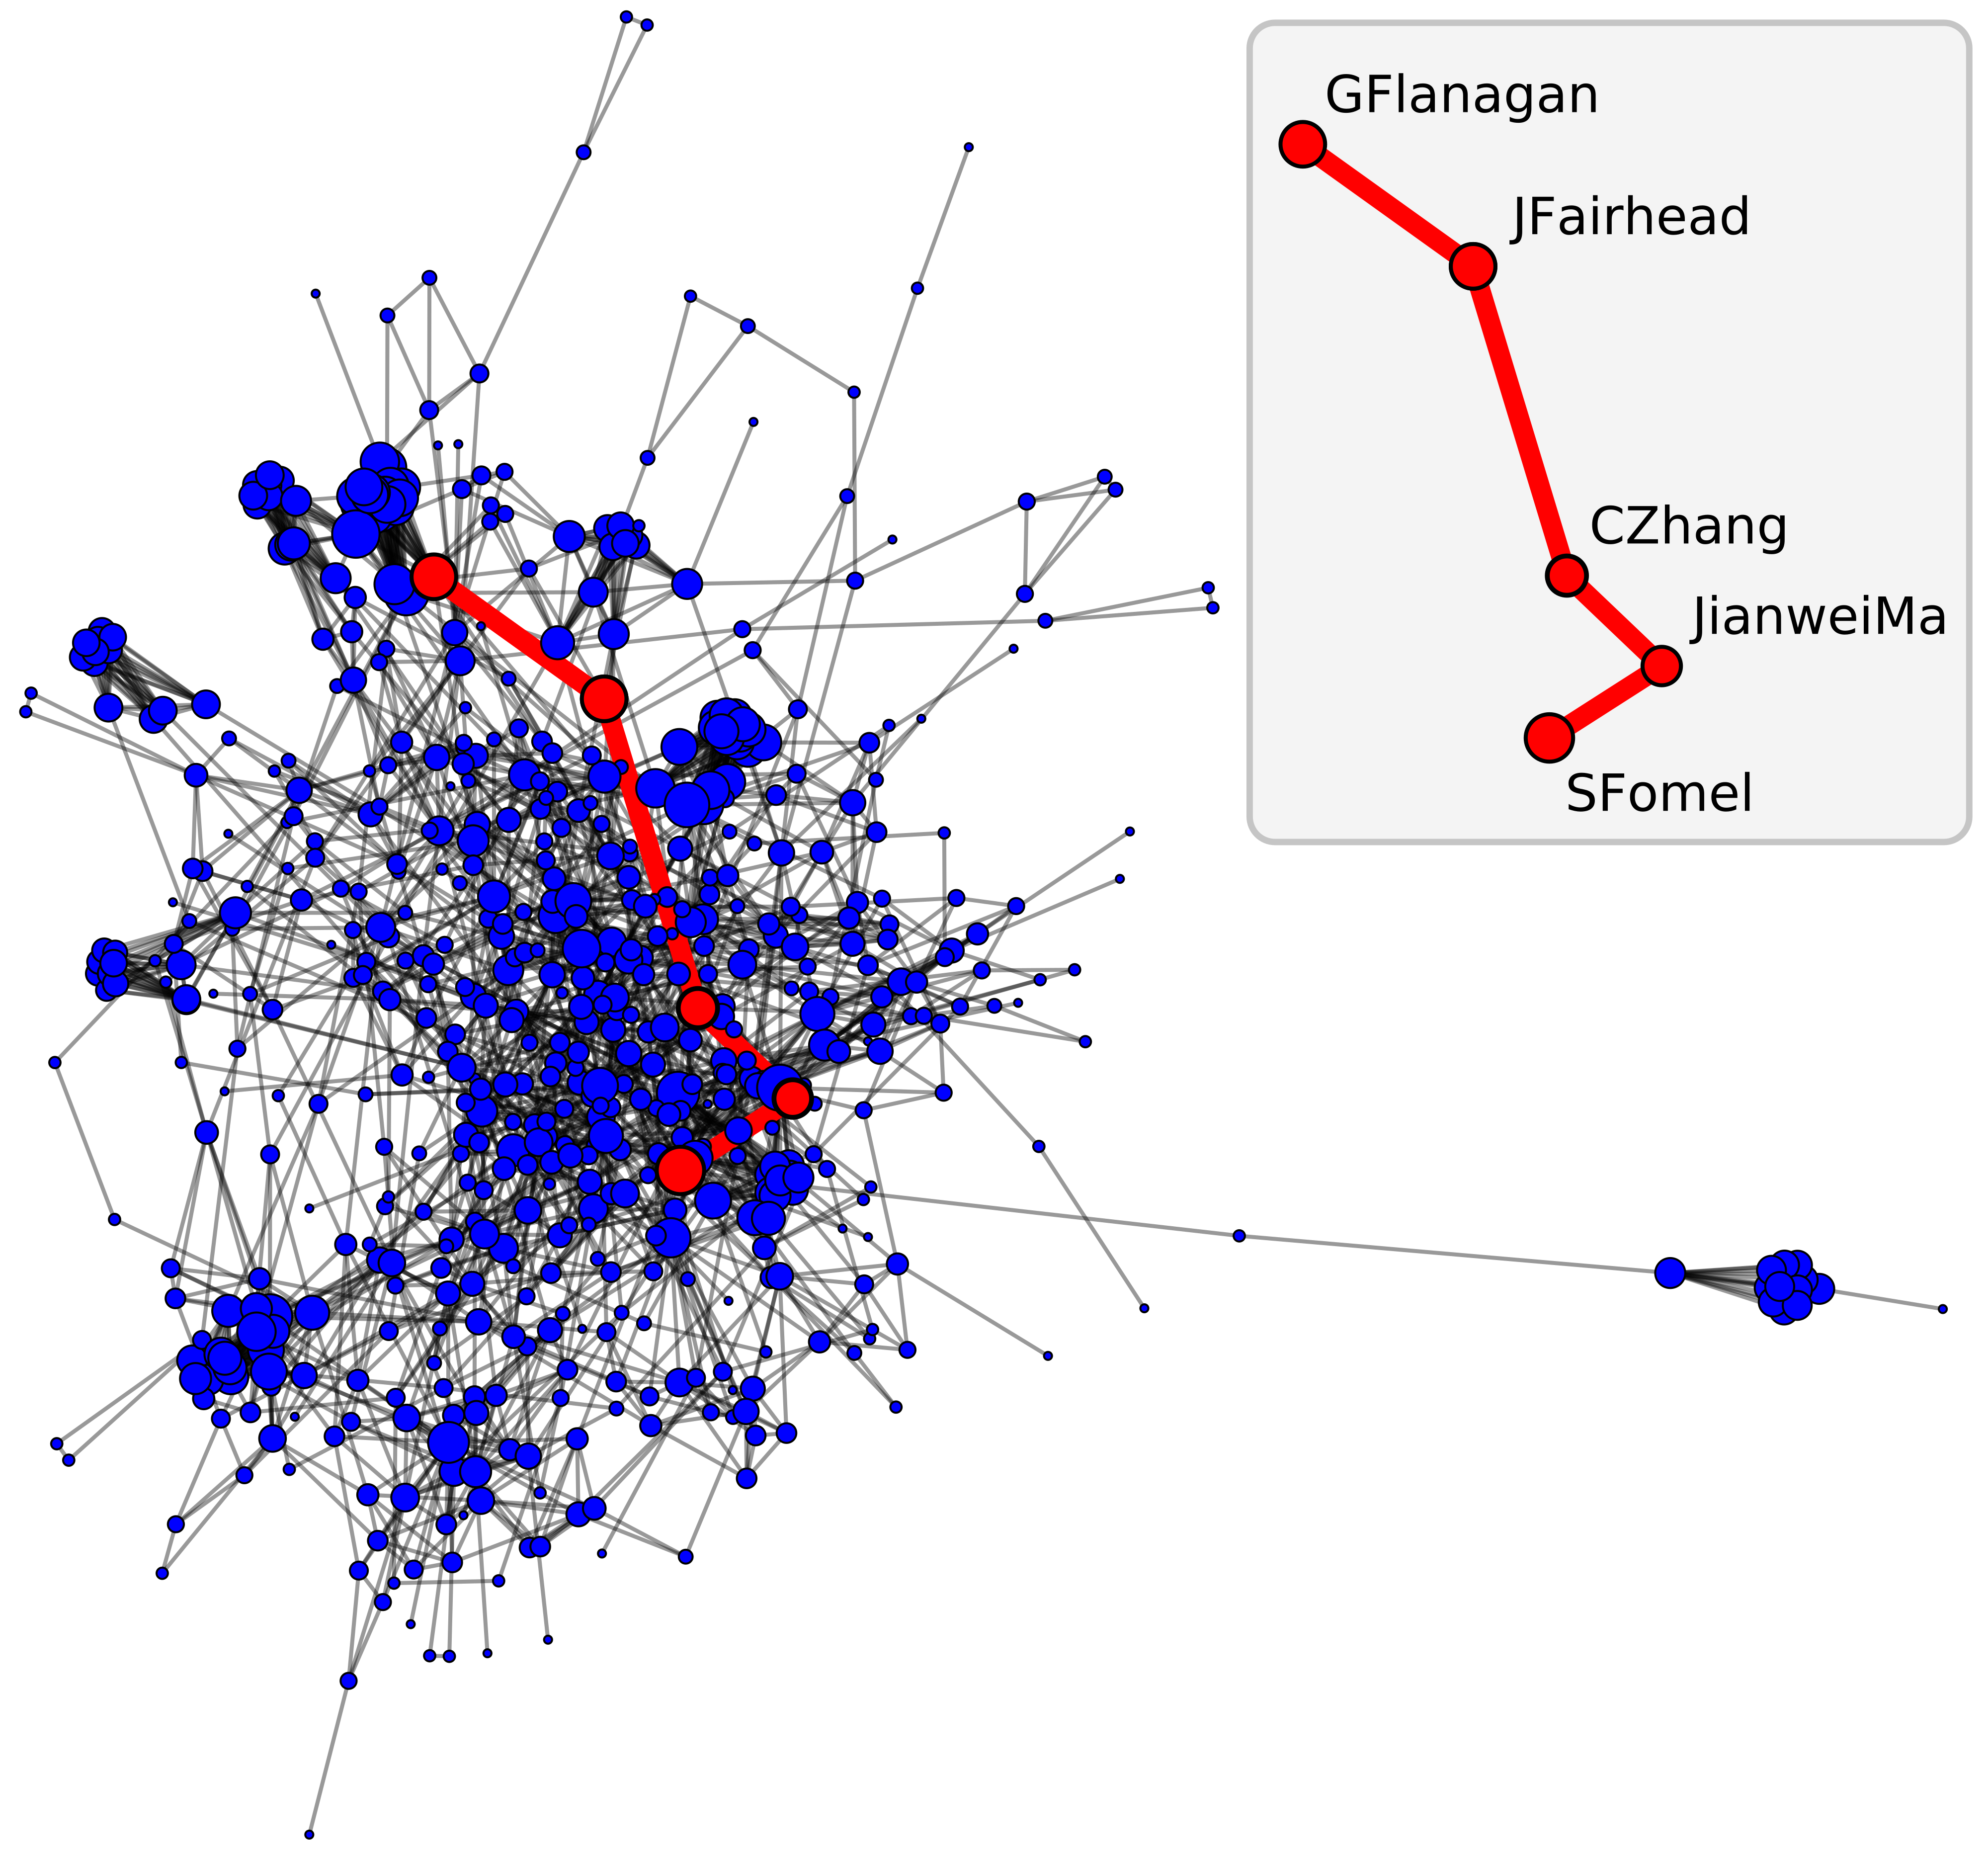 GFlanagan
JFairhead
CZhang
JianweiMa
SFomel